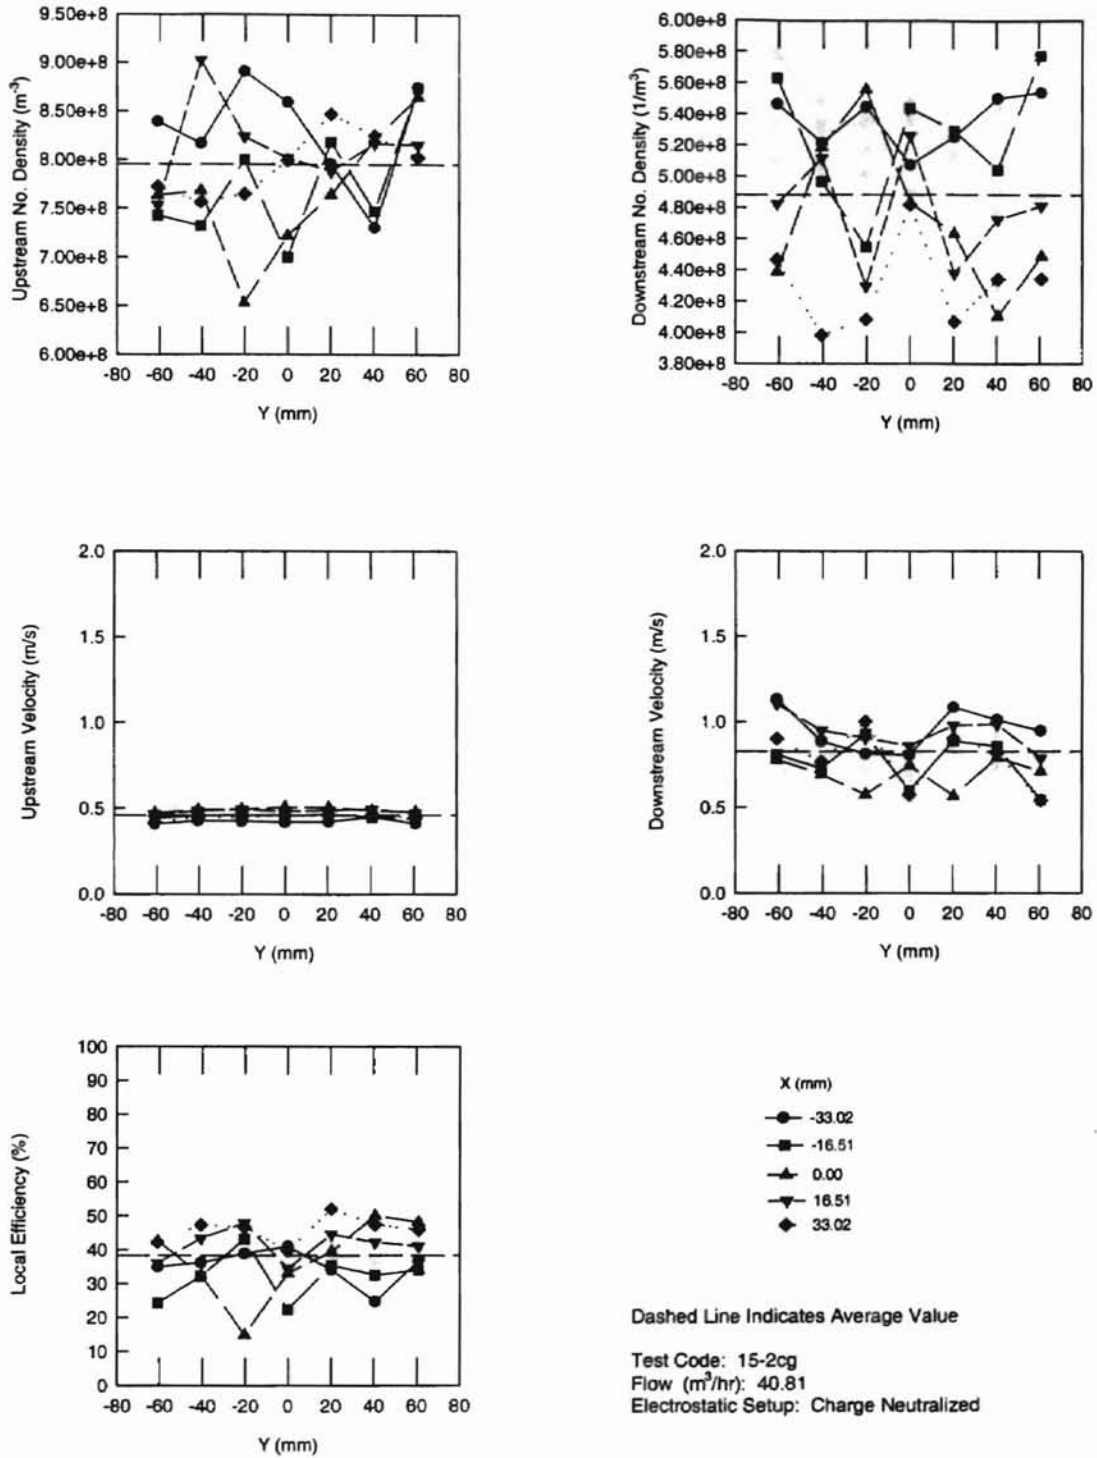 Upstream No. Density (m⁻³)
9.50e+8
9.00e+8
8.50e+8
8.00e+8
7.50e+8
7.00e+8
6.50e+8
6.00e+8
-80 -60 -40 -20 0 20 40 60 80
Y (mm)
Downstream No. Density (1/m³)
6.00e+8
5.80e+8
5.60e+8
5.40e+8
5.20e+8
5.00e+8
4.80e+8
4.60e+8
4.40e+8
4.20e+8
4.00e+8
3.80e+8
-80 -60 -40 -20 0 20 40 60 80
Y (mm)
Upstream Velocity (m/s)
2.0
1.5
1.0
0.5
0.0
-80 -60 -40 -20 0 20 40 60 80
Y (mm)
Downstream Velocity (m/s)
2.0
1.5
1.0
0.5
0.0
-80 -60 -40 -20 0 20 40 60 80
Y (mm)
Local Efficiency (%)
100
90
80
70
60
50
40
30
20
10
0
-80 -60 -40 -20 0 20 40 60 80
Y (mm)
X (mm)
-33.02
-16.51
0.00
16.51
33.02
Dashed Line Indicates Average Value
Test Code: 15-2cg
Flow (m³/hr): 40.81
Electrostatic Setup: Charge Neutralized